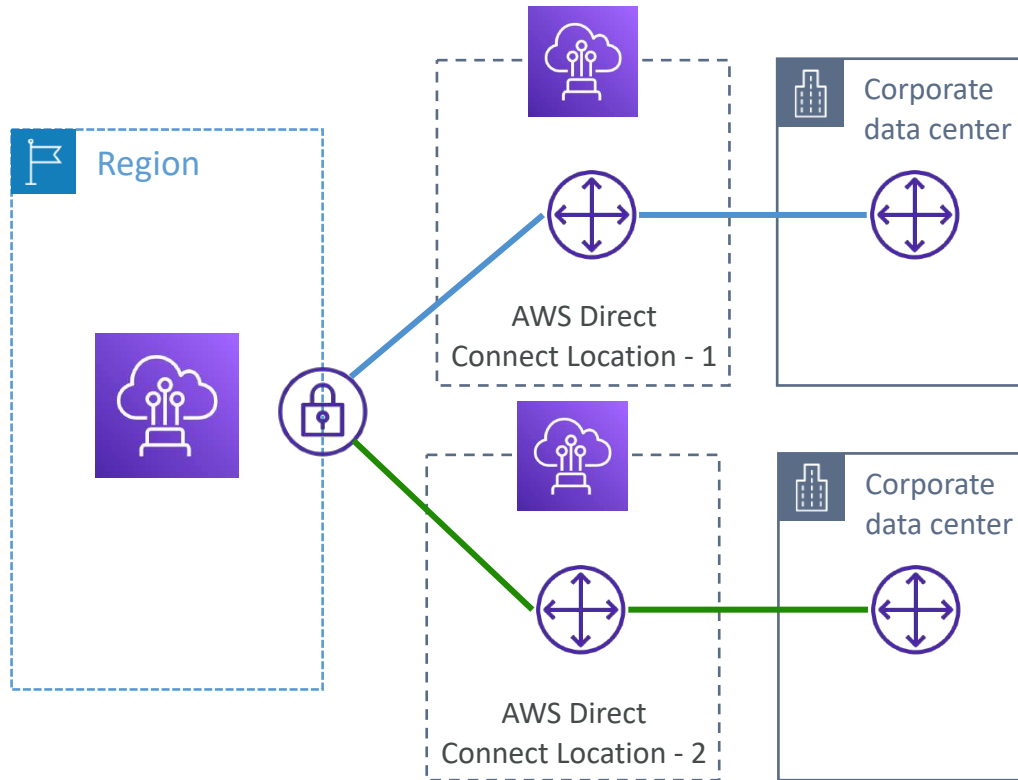 Region
Corporate
data center
AWS Direct
Connect Location - 1
Corporate
data center
AWS Direct
Connect Location - 2